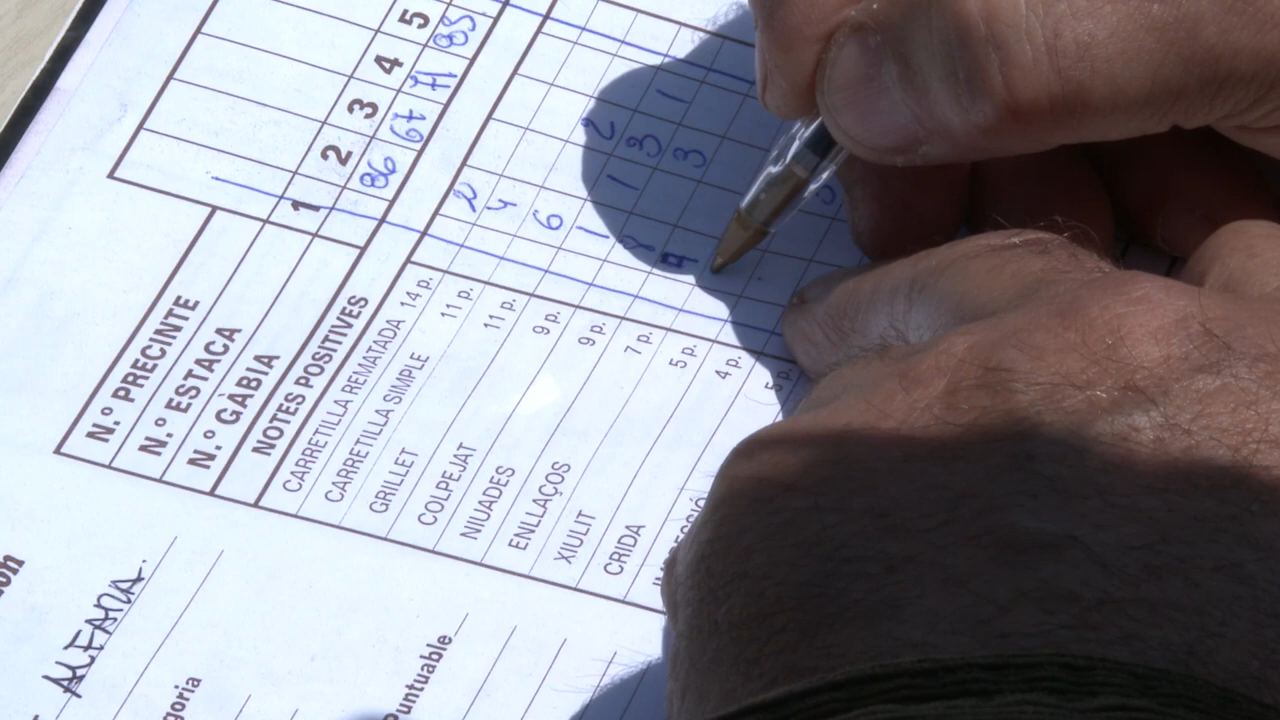 N.º PRECINTE
N.º ESTACA
N.º GÀBIA 1 2 3 4 5
NOTES POSITIVES 86 67 71 85
CARRETILLA REMATADA 14 p.
CARRETILLA SIMPLE 11 p. 2
GRILLET 11 p. 4
COLPEJAT 9 p. 6
NIUADES 9 p. 1 1 2
ENLLAÇOS 7 p. 3
XIULIT 5 p. 3 1
CRIDA 4 p.
5 p.
ALFARA.
goria
Puntuable